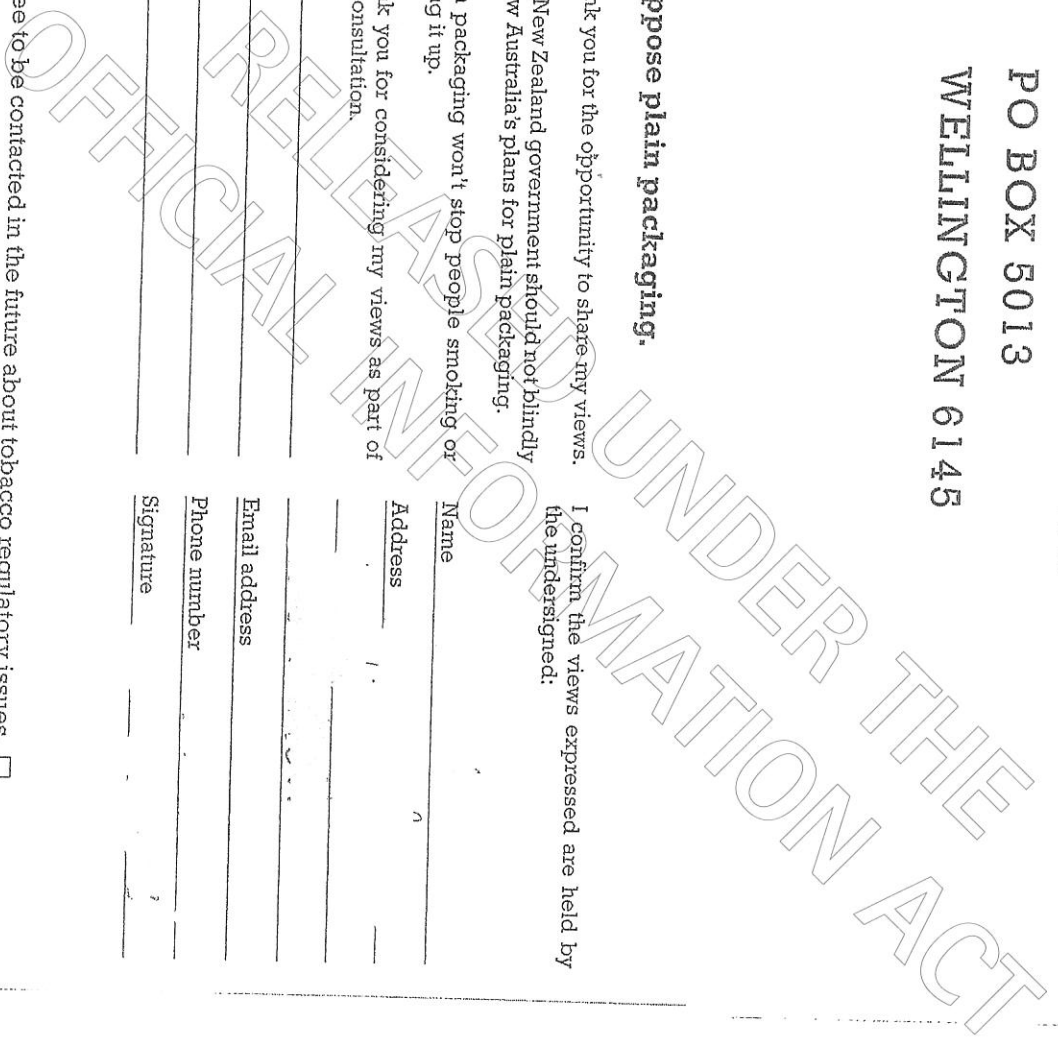 PO BOX 5013
WELLINGTON 6145
ppose plain packaging.
nk you for the opportunity to share my views.
New Zealand government should not blindly
w Australia's plans for plain packaging.
n packaging won't stop people smoking or
g it up.
nk you for considering my views as part of
onsultation.
I confirm the views expressed are held by
the undersigned:
Name
Address
Email address
Phone number
Signature
ee to be contacted in the future about tobacco regulatory issues
RELEASED UNDER THE
OFFICIAL INFORMATION ACT